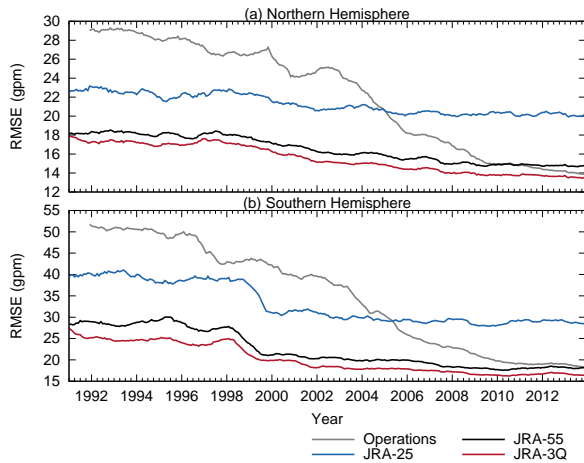 (a) Northern Hemisphere
30
28
26
24
22
20
18
16
14
12
RMSE (gpm)
(b) Southern Hemisphere
55
50
45
40
35
30
25
20
15
RMSE (gpm)
1992 1994 1996 1998 2000 2002 2004 2006 2008 2010 2012
Year
Operations JRA-55
JRA-25 JRA-3Q